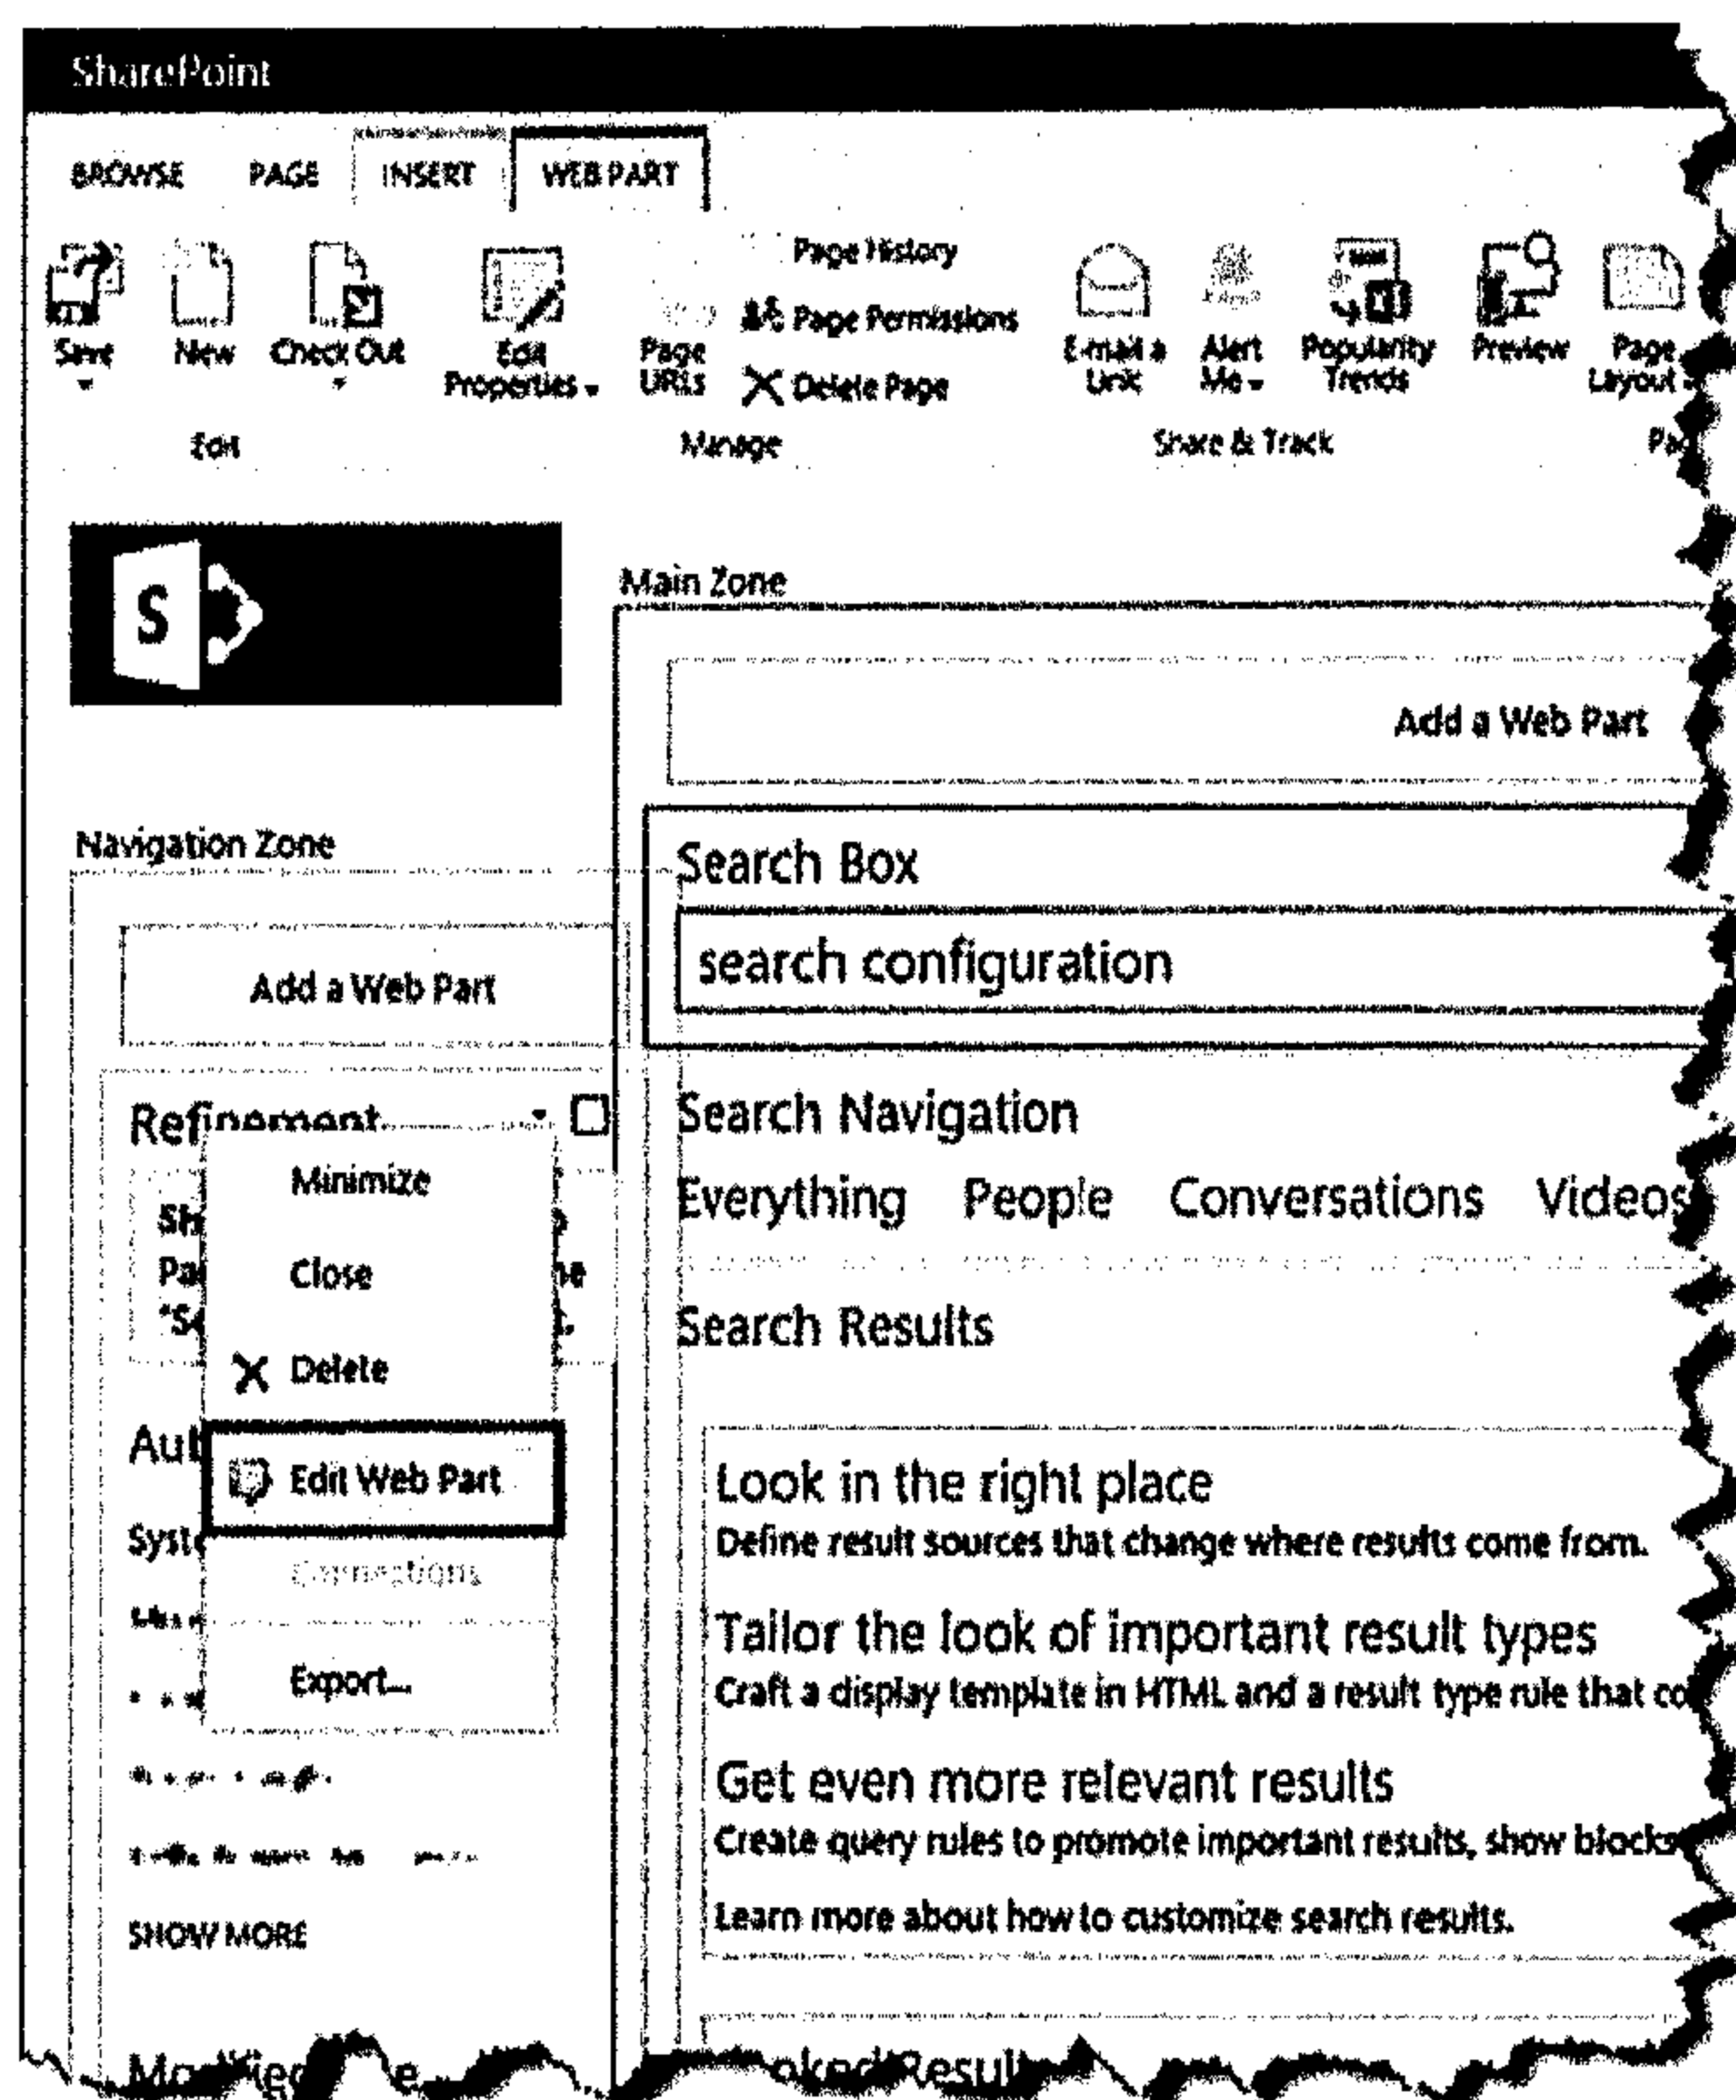 SharePoint
BROWSE PAGE INSERT WEB PART
Save New Check Out Edit Properties Page URLs Page History Page Permissions Delete Page E-mail a Link Alert Me Popularity Trends Preview Page Layout
Edit Manage Share & Track
S
Main Zone
Add a Web Part
Navigation Zone
Add a Web Part
Search Box
search configuration
Refinement
Minimize
Close
Delete
Edit Web Part
Connections
Export...
SHOW MORE
Search Navigation
Everything People Conversations Videos
Search Results
Look in the right place
Define result sources that change where results come from.
Tailor the look of important result types
Craft a display template in HTML and a result type rule that
Get even more relevant results
Create query rules to promote important results, show blocks
Learn more about how to customize search results.